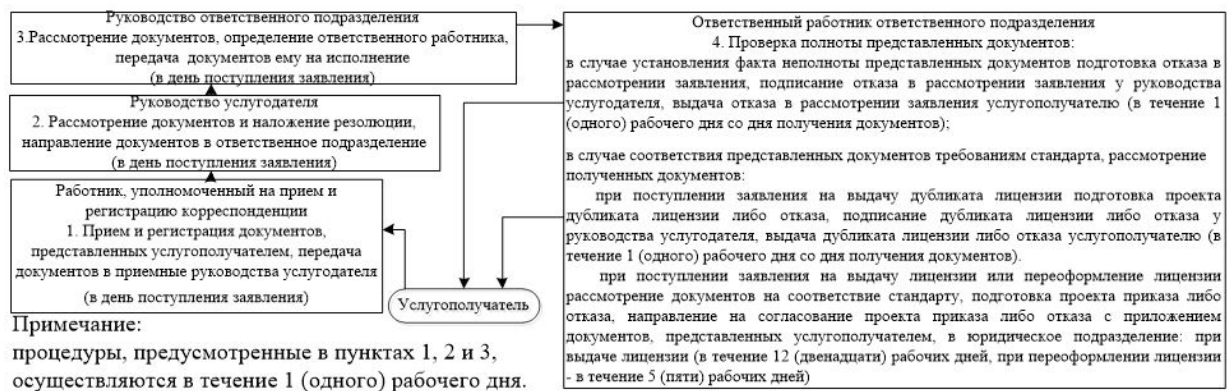 Руководство ответственного подразделения
3.Рассмотрение документов, определение ответственного работника,
передача документов ему на исполнение
(в день поступления заявления)
Руководство услугодателя
2. Рассмотрение документов и наложение резолюции,
направление документов в ответственное подразделение
(в день поступления заявления)
Работник, уполномоченный на прием и
регистрацию корреспонденции
1. Прием и регистрация документов,
представленных услугополучателем, передача
документов в приемные руководства услугодателя
(в день поступления заявления)
Услугополучатель
Примечание:
процедуры, предусмотренные в пунктах 1, 2 и 3,
осуществляются в течение 1 (одного) рабочего дня.
Ответственный работник ответственного подразделения
4. Проверка полноты представленных документов:
в случае установления факта неполноты представленных документов подготовка отказа в
рассмотрении заявления, подписание отказа в рассмотрении заявления у руководства
услугодателя, выдача отказа в рассмотрении заявления услугополучателю (в течение 1
(одного) рабочего дня со дня получения документов);
в случае соответствия представленных документов требованиям стандарта, рассмотрение
полученных документов:
при поступлении заявления на выдачу дубликата лицензии подготовка проекта
дубликата лицензии либо отказа, подписание дубликата лицензии либо отказа у
руководства услугодателя, выдача дубликата лицензии либо отказа услугополучателю (в
течение 1 (одного) рабочего дня со дня получения документов).
при поступлении заявления на выдачу лицензии или переоформление лицензии
рассмотрение документов на соответствие стандарту, подготовка проекта приказа либо
отказа, направление на согласование проекта приказа либо отказа с приложением
документов, представленных услугополучателем, в юридическое подразделение: при
выдаче лицензии (в течение 12 (двенадцати) рабочих дней, при переоформлении лицензии
- в течение 5 (пяти) рабочих дней)